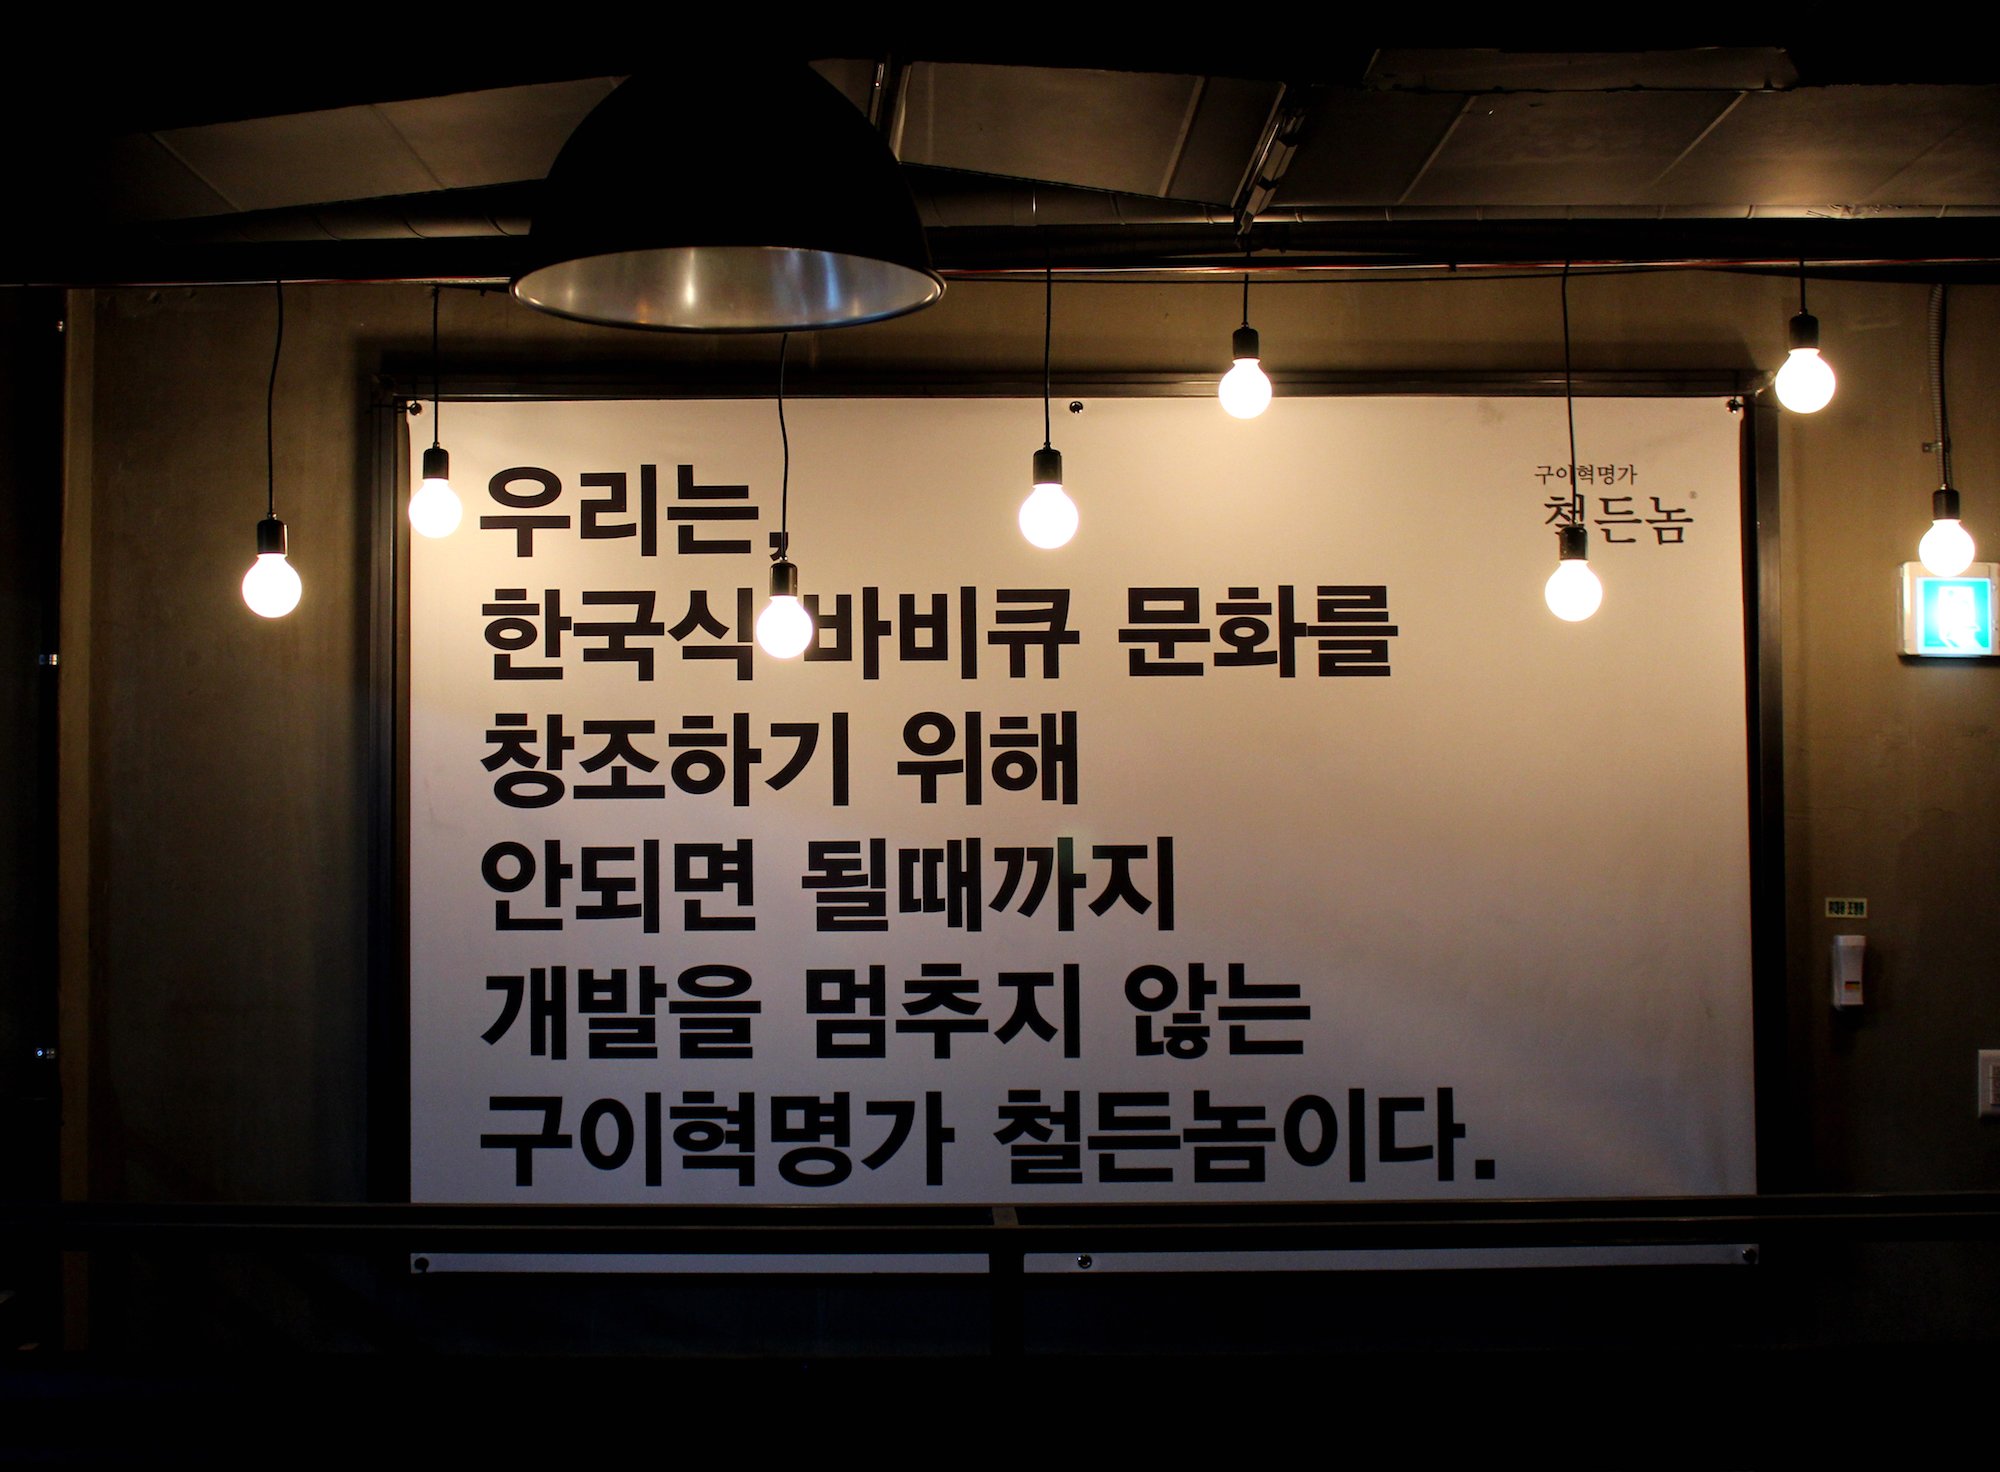 우리는,
한국식 바비큐 문화를
창조하기 위해
안되면 될때까지
개발을 멈추지 않는
구이혁명가 철든놈이다.
구이혁명가
철든놈®